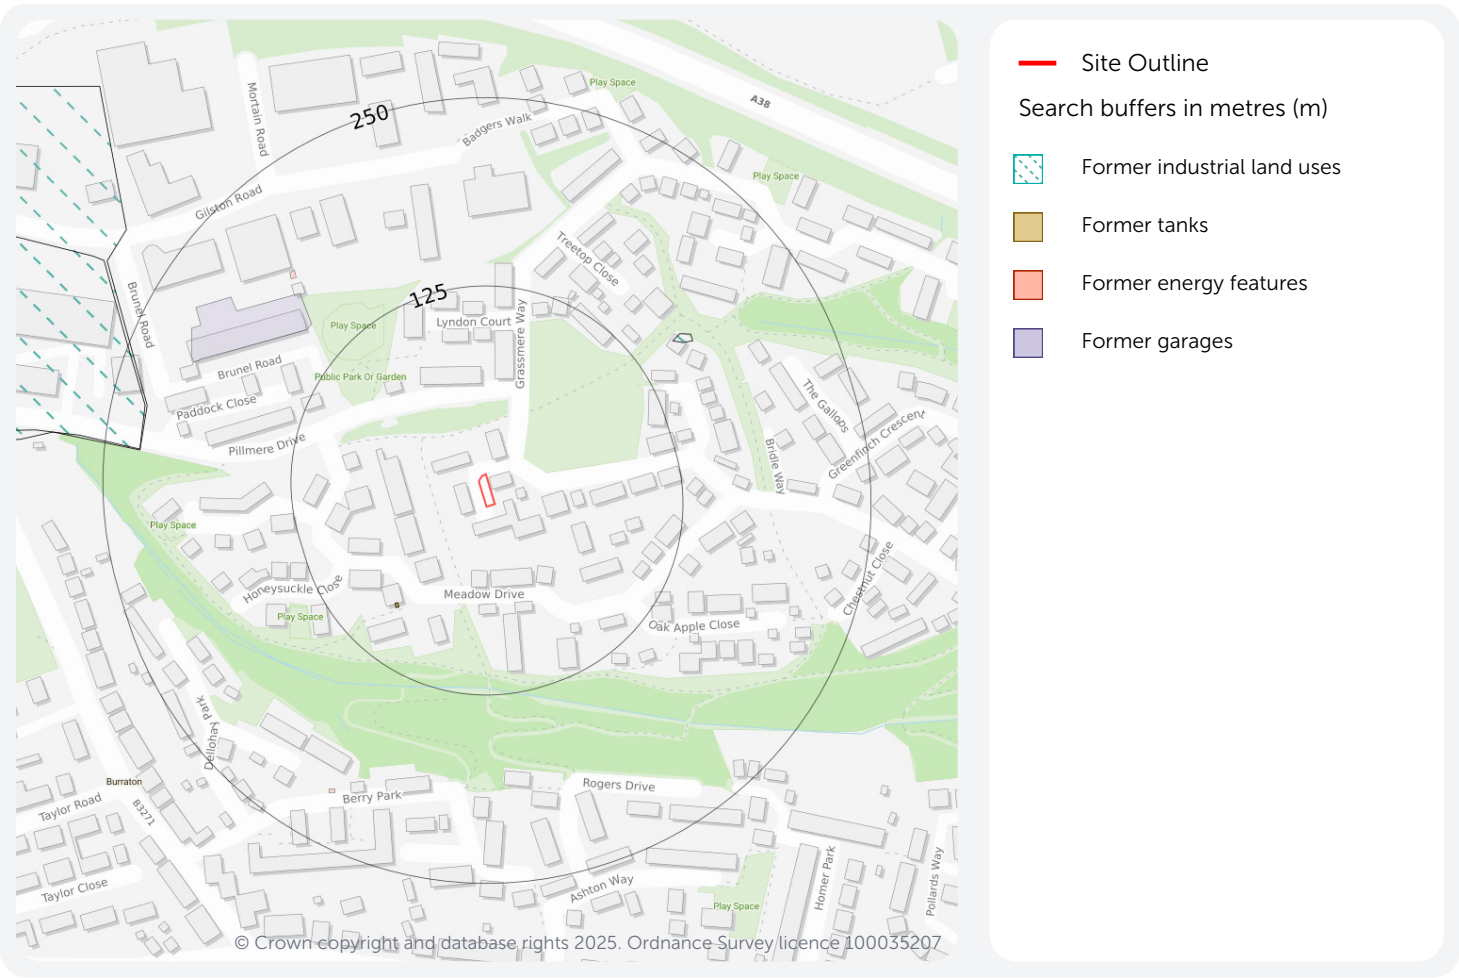 Mortain Road
250
Badgers Walk
Play Space
A38
Play Space
Gilston Road
Treetop Close
125
Lyndon Court
Play Space
Brunel Road
Grassmere Way
Public Park Or Garden
Brunel Road
Paddock Close
The Gallops
Pillmere Drive
Bridle Way
Greenfinch Crescent
Play Space
Honeysuckle Close
Meadow Drive
Chestnut Close
Play Space
Oak Apple Close
Dellohay Park
Burraton
Rogers Drive
Berry Park
Taylor Road
B3271
Taylor Close
Ashton Way
Homer Park
Pollards Way
Play Space
© Crown copyright and database rights 2025. Ordnance Survey licence 100035207
Site Outline
Search buffers in metres (m)
Former industrial land uses
Former tanks
Former energy features
Former garages